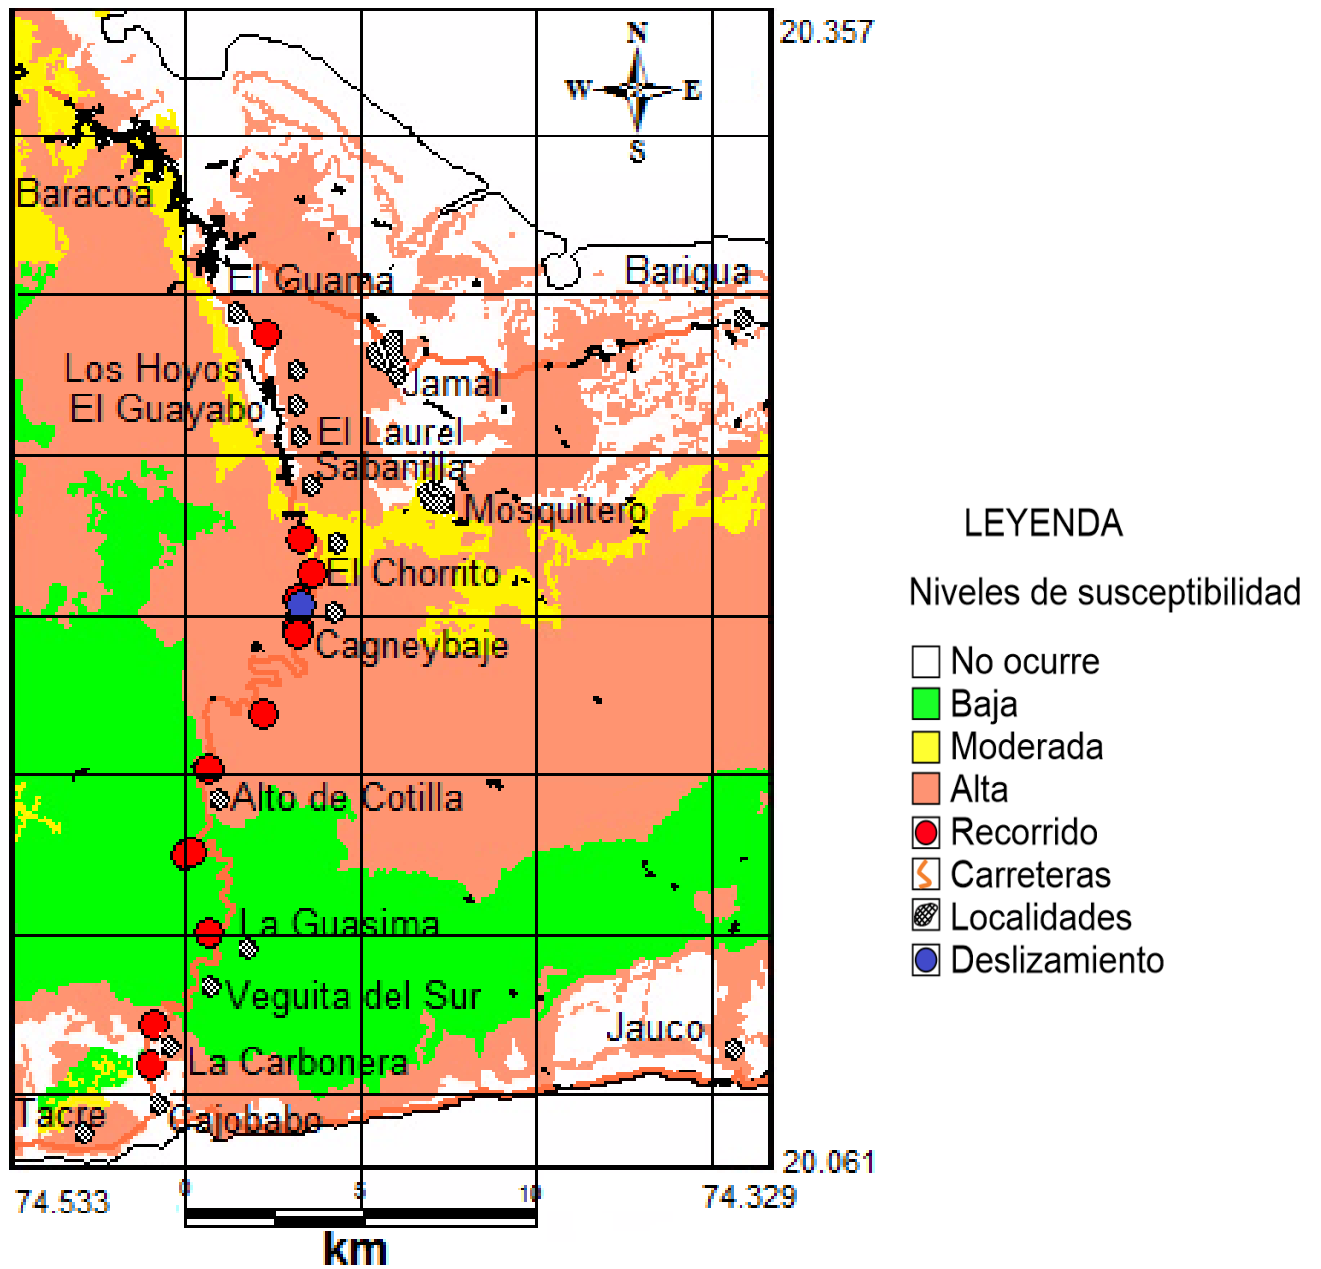 20.357
N
W
E
S
Baracoa
El Guama
Barigua
Los Hoyos
Jamal
El Guayabo
El Laurel
Sabanilla
Mosquitero
El Chorrito
Cagneybaje
Alto de Cotilla
La Guasima
Veguita del Sur
Jauco
La Carbonera
Tacre
Cajobabo
20.061
74.533
0
5
10
74.329
km
LEYENDA
Niveles de susceptibilidad
No ocurre
Baja
Moderada
Alta
Recorrido
Carreteras
Localidades
Deslizamiento